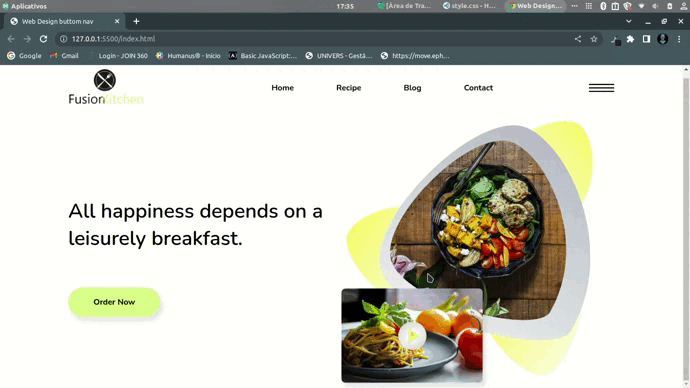 Aplicativos
17:35
[Área de Tra...
style.css - H...
Web Design...
Web Design buttom nav
127.0.0.1:5500/index.html
Google
Gmail
Login - JOIN 360
Humanus® - Início
Basic JavaScript:...
UNIVERS - Gestã...
https://move.eph...
FusionKitchen
Home
Recipe
Blog
Contact
All happiness depends on a
leisurely breakfast.
Order Now